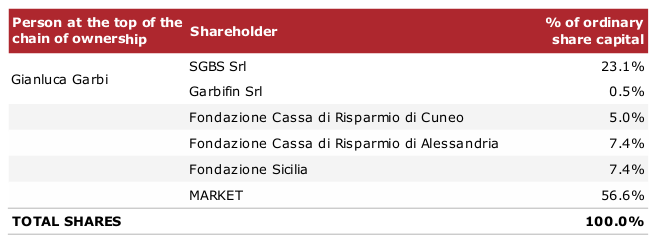 Person at the top of the chain of ownership Shareholder % of ordinary share capital
Gianluca Garbi SGBS Srl 23.1%
Garbifin Srl 0.5%
Fondazione Cassa di Risparmio di Cuneo 5.0%
Fondazione Cassa di Risparmio di Alessandria 7.4%
Fondazione Sicilia 7.4%
MARKET 56.6%
TOTAL SHARES 100.0%